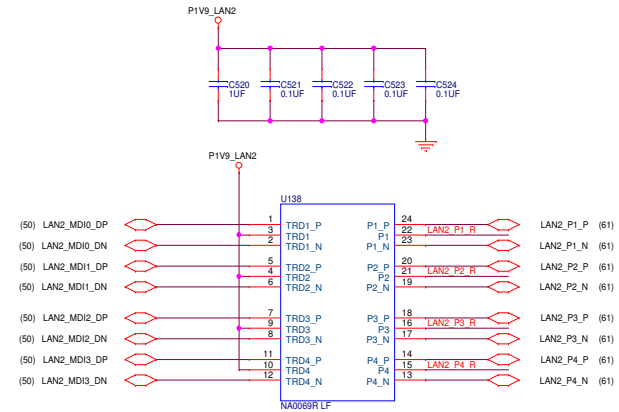 P1V9_LAN2
C520 C521 C522 C523 C524
1UF 0.1UF 0.1UF 0.1UF 0.1UF
P1V9_LAN2
U138
(50) LAN2_MDI0_DP 1 TRD1_P P1_P 24 LAN2_P1_P (61)
3 TRD1 P1 22 LAN2_P1_R
(50) LAN2_MDI0_DN 2 TRD1_N P1_N 23 LAN2_P1_N (61)
(50) LAN2_MDI1_DP 5 TRD2_P P2_P 20 LAN2_P2_P (61)
4 TRD2 P2 21 LAN2_P2_R
(50) LAN2_MDI1_DN 6 TRD2_N P2_N 19 LAN2_P2_N (61)
(50) LAN2_MDI2_DP 7 TRD3_P P3_P 18 LAN2_P3_P (61)
9 TRD3 P3 16 LAN2_P3_R
(50) LAN2_MDI2_DN 8 TRD3_N P3_N 17 LAN2_P3_N (61)
(50) LAN2_MDI3_DP 11 TRD4_P P4_P 14 LAN2_P4_P (61)
10 TRD4 P4 15 LAN2_P4_R
(50) LAN2_MDI3_DN 12 TRD4_N P4_N 13 LAN2_P4_N (61)
NA0069R LF